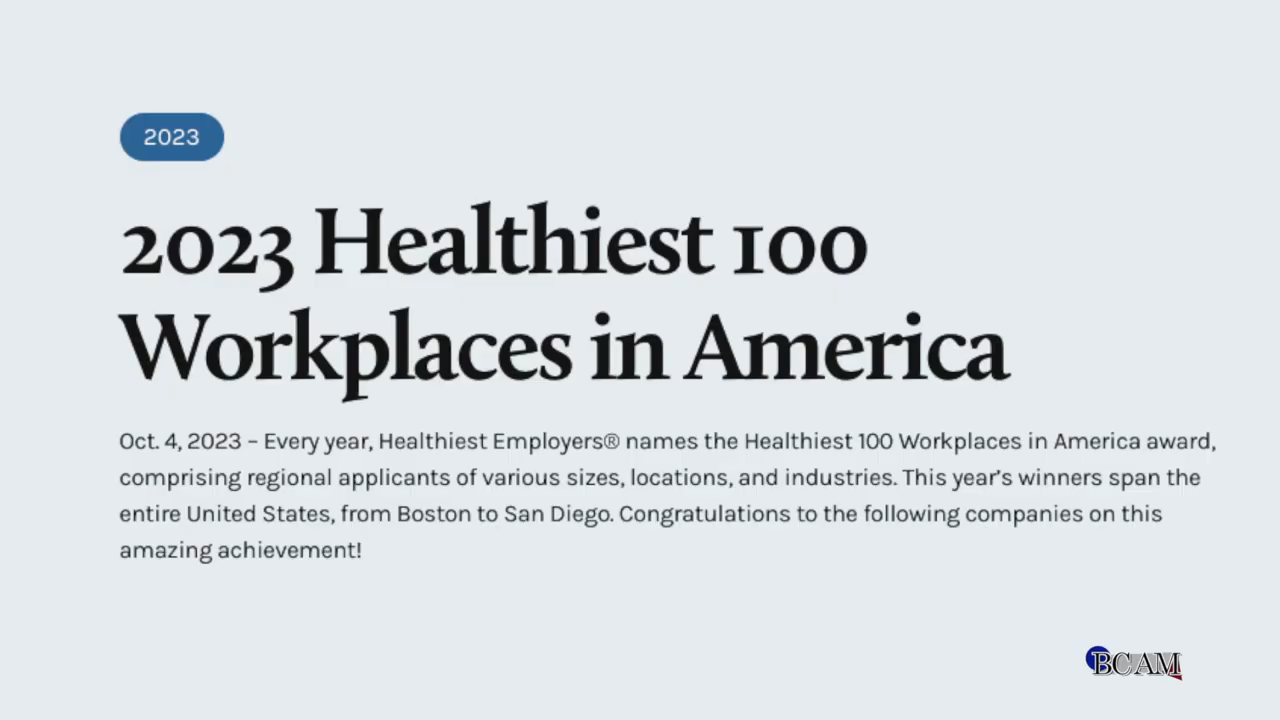 2023
2023 Healthiest 100
Workplaces in America
Oct. 4, 2023 – Every year, Healthiest Employers® names the Healthiest 100 Workplaces in America award,
comprising regional applicants of various sizes, locations, and industries. This year’s winners span the
entire United States, from Boston to San Diego. Congratulations to the following companies on this
amazing achievement!
BCAM